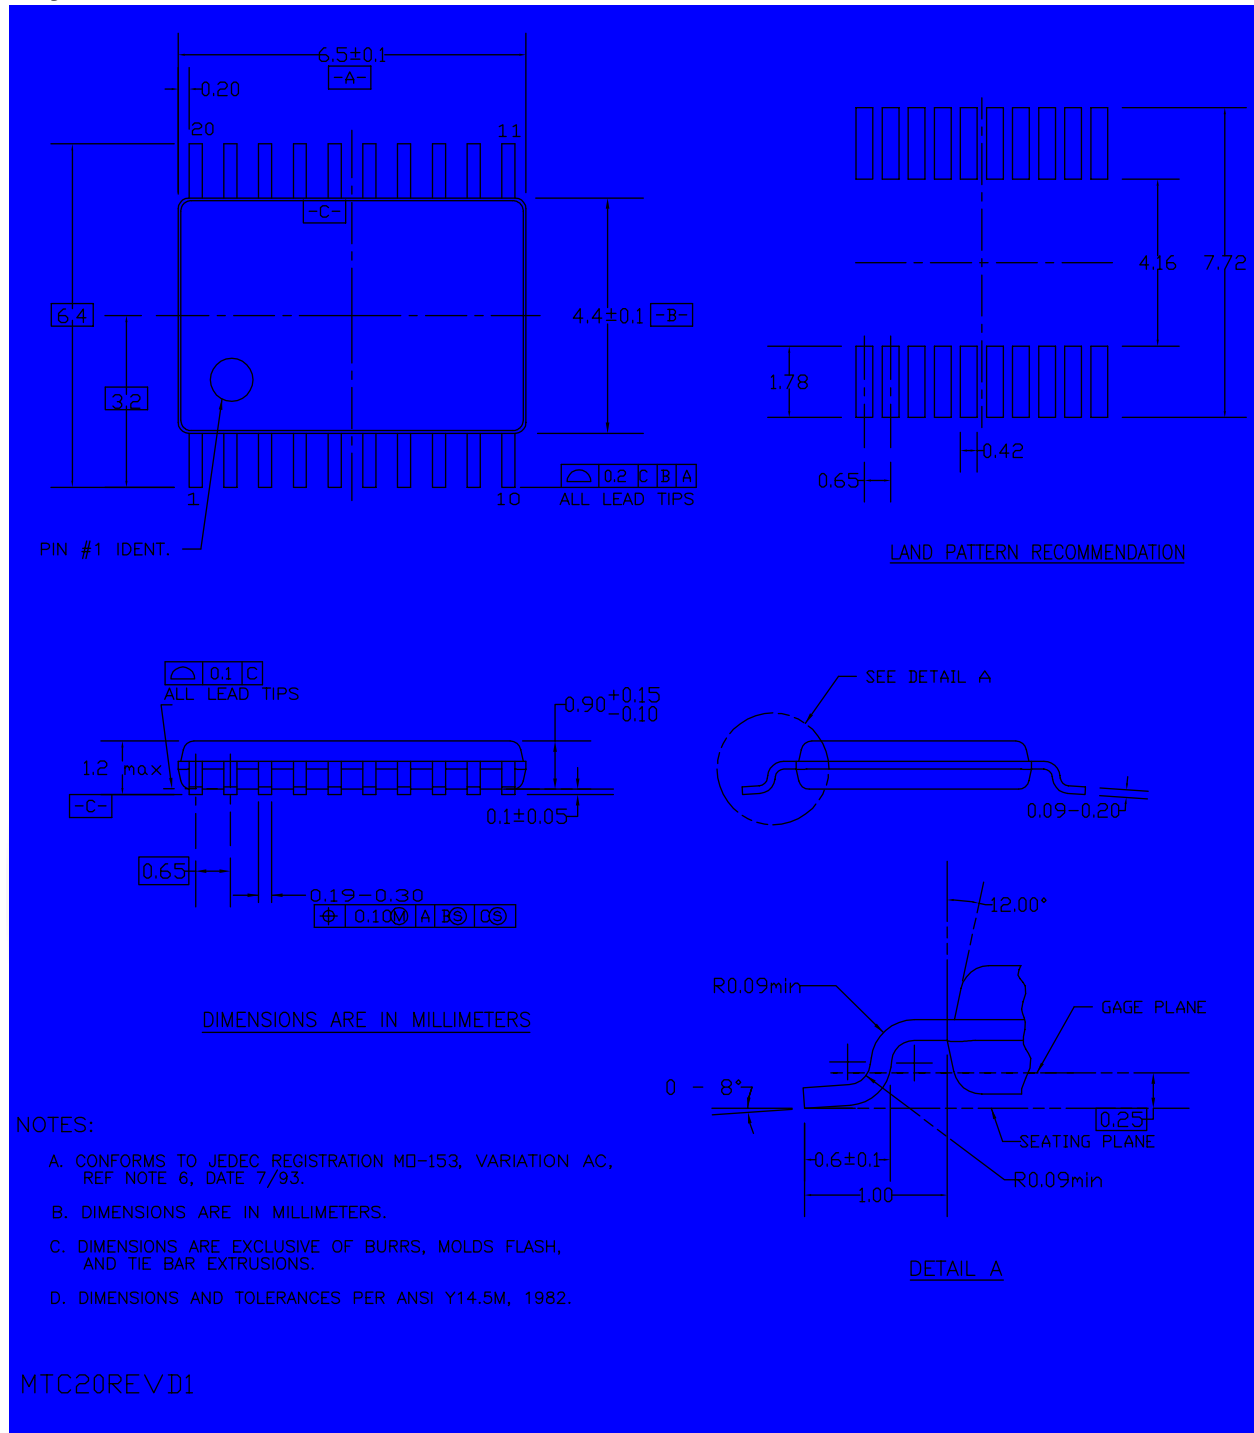 6.5±0.1
-A-
0.20
20
11
-C-
6.4
3.2
4.4±0.1 -B-
0.2 C B A
ALL LEAD TIPS
1
10
PIN #1 IDENT.
4.16
7.72
1.78
0.42
0.65
LAND PATTERN RECOMMENDATION
0.1 C
ALL LEAD TIPS
0.90 +0.15
-0.10
1.2 max
-C-
0.1±0.05
0.65
0.19-0.30
0.10Ⓜ A BⓈ CⓈ
DIMENSIONS ARE IN MILLIMETERS
SEE DETAIL A
0.09-0.20
12.00°
R0.09min
GAGE PLANE
0 - 8°
0.25
SEATING PLANE
0.6±0.1
R0.09min
1.00
DETAIL A
NOTES:
A. CONFORMS TO JEDEC REGISTRATION MO-153, VARIATION AC,
REF NOTE 6, DATE 7/93.
B. DIMENSIONS ARE IN MILLIMETERS.
C. DIMENSIONS ARE EXCLUSIVE OF BURRS, MOLDS FLASH,
AND TIE BAR EXTRUSIONS.
D. DIMENSIONS AND TOLERANCES PER ANSI Y14.5M, 1982.
MTC20REVD1